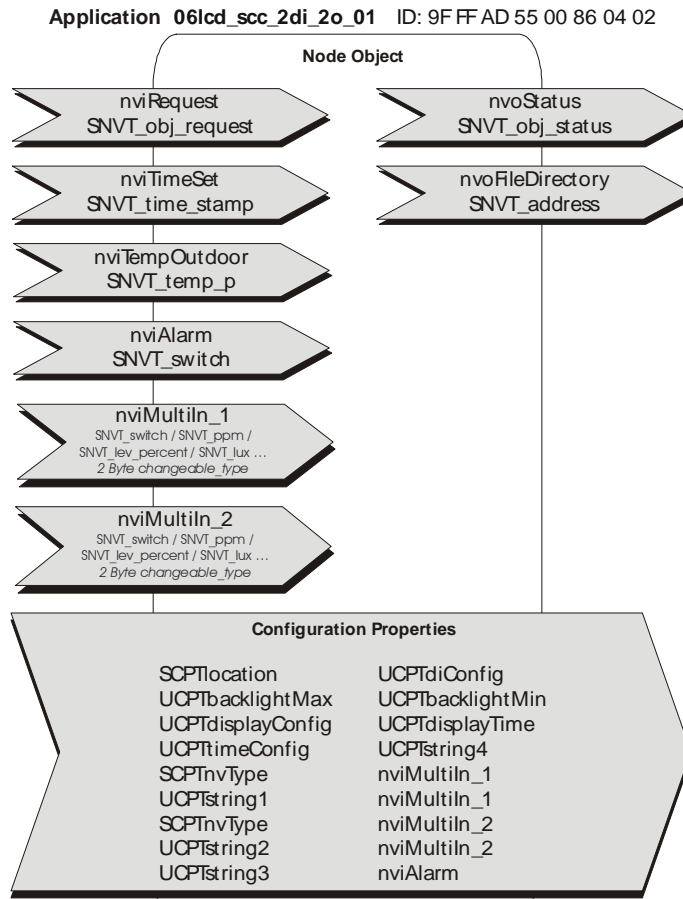 Application 06lcd_scc_2di_2o_01 ID: 9F FF AD 55 00 86 04 02
Node Object
nviRequest
SNVT_obj_request
nvoStatus
SNVT_obj_status
nviTimeSet
SNVT_time_stamp
nvoFileDirectory
SNVT_address
nviTempOutdoor
SNVT_temp_p
nviAlarm
SNVT_switch
nviMultiIn_1
SNVT_switch / SNVT_ppm /
SNVT_lev_percent / SNVT_lux ...
2 Byte changeable_type
nviMultiIn_2
SNVT_switch / SNVT_ppm /
SNVT_lev_percent / SNVT_lux ...
2 Byte changeable_type
Configuration Properties
SCPTlocation UCPTdiConfig
UCPTbacklightMax UCPTbacklightMin
UCPTdisplayConfig UCPTdisplayTime
UCPTtimeConfig UCPTstring4
SCPTnvType nviMultiIn_1
UCPTstring1 nviMultiIn_1
SCPTnvType nviMultiIn_2
UCPTstring2 nviMultiIn_2
UCPTstring3 nviAlarm